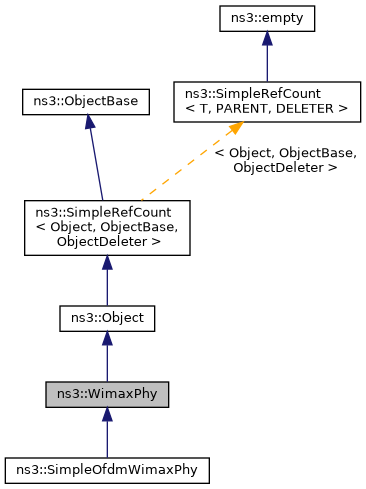 ns3::empty
ns3::ObjectBase
ns3::SimpleRefCount
< T, PARENT, DELETER >
< Object, ObjectBase,
ObjectDeleter >
ns3::SimpleRefCount
< Object, ObjectBase,
ObjectDeleter >
ns3::Object
ns3::WimaxPhy
ns3::SimpleOfdmWimaxPhy